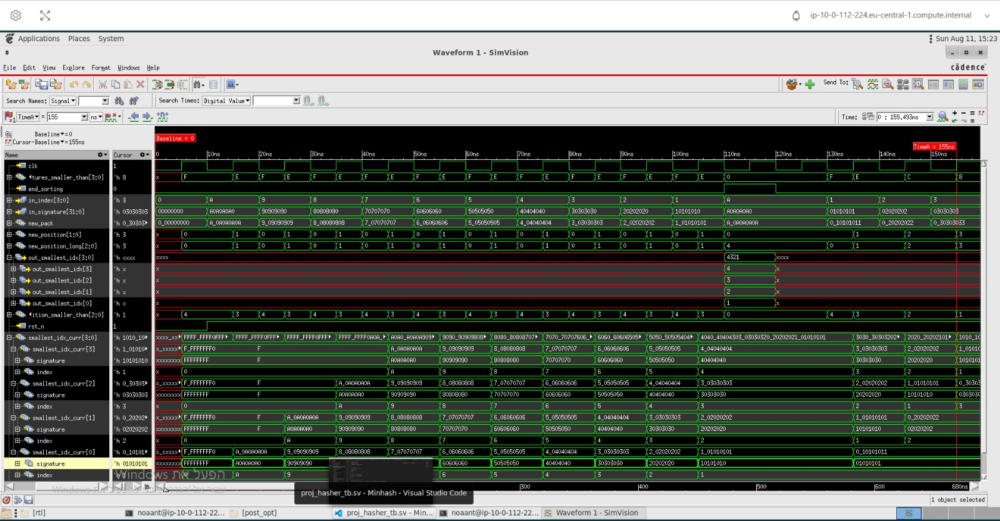 ip-10-0-112-224.eu-central-1.compute.internal
Applications Places System
Sun Aug 11, 15:23
Waveform 1 - SimVision
File Edit View Explore Format Windows Help
cādence
Send To:
Search Names: Signal
Search Times: Digital Value
TimeA = 155 ns
Time: 0 : 159.493ns
Baseline = 0
Cursor-Baseline = 155ns
Baseline = 0
TimeA = 155ns
Name Cursor
0 10ns 20ns 30ns 40ns 50ns 60ns 70ns 80ns 90ns 100ns 110ns 120ns 130ns 140ns 150ns
clk 1
tures_smaller_than[3:0] 'h 8 x F E F E F E F E F E F E F E F E F E F E F E 0 F E C 8
end_sorting 0
in_index[3:0] 'h 3 0 A 9 8 7 6 5 4 3 2 1 A 1 2 3
in_signature[31:0] 'h 03030303 00000000 A0A0A0A0 90909090 80808080 70707070 60606060 50505050 40404040 30303030 20202020 10101010 A0A0A0A0 01010101 02020202 03030303
new_pack 'h 0_30303 0_00000000 A_0A0A0A0A 9_09090909 8_08080808 7_07070707 6_06060606 5_05050505 4_04040404 3_03030303 2_02020202 1_01010101 A_0A0A0A0A 0_10101011 0_20202022 0_30303033
new_position[1:0] 'h 3 x 0 1 0 1 0 1 0 1 0 1 0 1 0 1 0 1 0 1 0 1 0 1 2 3
new_position_long[2:0] 'h 3 x 0 1 0 1 0 1 0 1 0 1 0 1 0 1 0 1 0 1 0 1 4 0 1 2 3
out_smallest_idx[3:0] 'h xxxx xxxx 4321 xxxx
out_smallest_idx[3] 'h x x 4 x
out_smallest_idx[2] 'h x x 3 x
out_smallest_idx[1] 'h x x 2 x
out_smallest_idx[0] 'h x x 1 x
ition_smaller_than[2:0] 'h 1 x 4 3 4 3 4 3 4 3 4 3 4 3 4 3 4 3 4 3 4 3 0 4 3 2 1
rst_n 1
smallest_idx_curr[3:0] 'h 1010_10 xxxx_xx FFFF_FFFF0FFF FFFF_FFFF0FFF FFFF_FFFF0FFF FFFF_FFFF0A0A_ A0A0_A0A0A909 9090_90909808 8080_80808707 7070_70707606_ 6060_60606505 5050_50505404 4040_40404303_03030320_20202021_01010101 3030_30303202 2020_20202101 1010_10
smallest_idx_curr[3] 'h 1_01010 x_xxxxx F_FFFFFFF0 F A_0A0A0A0A 9_09090909 8_08080808 7_07070707 6_06060606 5_05050505 4_04040404 3_03030303 2_02020202 1_0101
signature 'h 10101010 xxxxxxxx FFFFFFFF F A0A0A0A0 90909090 80808080 70707070 60606060 50505050 40404040 30303030 20202020 101010
index 'h 1 x 0 A 9 8 7 6 5 4 3 2 1
smallest_idx_curr[2] 'h 0_30303 x_xxxxx F_FFFFFFF0 F A_0A0A0A0A 9_09090909 8_08080808 7_07070707 6_06060606 5_05050505 4_04040404 3_03030303 2_02020202 1_01010101 0_3030
signature 'h 03030303 xxxxxxxx FFFFFFFF F A0A0A0A0 90909090 80808080 70707070 60606060 50505050 40404040 30303030 20202020 10101010 030303
index 'h 3 x 0 A 9 8 7 6 5 4 3 2 1 3
smallest_idx_curr[1] 'h 0_20202 x_xxxxx F_FFFFFFF0 F A_0A0A0A0A 9_09090909 8_08080808 7_07070707 6_06060606 5_05050505 4_04040404 3_03030303 2_02020202 1_01010101 0_20202022
signature 'h 02020202 xxxxxxxx FFFFFFFF F A0A0A0A0 90909090 80808080 70707070 60606060 50505050 40404040 30303030 20202020 10101010 02020202
index 'h 2 x 0 A 9 8 7 6 5 4 3 2 1 2
smallest_idx_curr[0] 'h 0_10101 x_xxxxx F_FFFFFFF0 A_0A0A0A0A 9_09090909 8_08080808 7_07070707 6_06060606 5_05050505 4_04040404 3_03030303 2_02020202 1_01010101 0_10101011
signature 'h 01010101 xxxxxxxx FFFFFFFF A0A0A0A0 90909090 60606060 50505050 40404040 30303030 20202020 10101010 01010101
index A 9 6 5 4 3 2 1
הפעל את Windows
300 400 500 600 680ns
proj_hasher_tb.sv - Minhash - Visual Studio Code
1 object selected
[rtl] noaant@ip-10-0-112-22... [post_opt] proj_hasher_tb.sv - Min... noaant@ip-10-0-112-22... Waveform 1 - SimVision